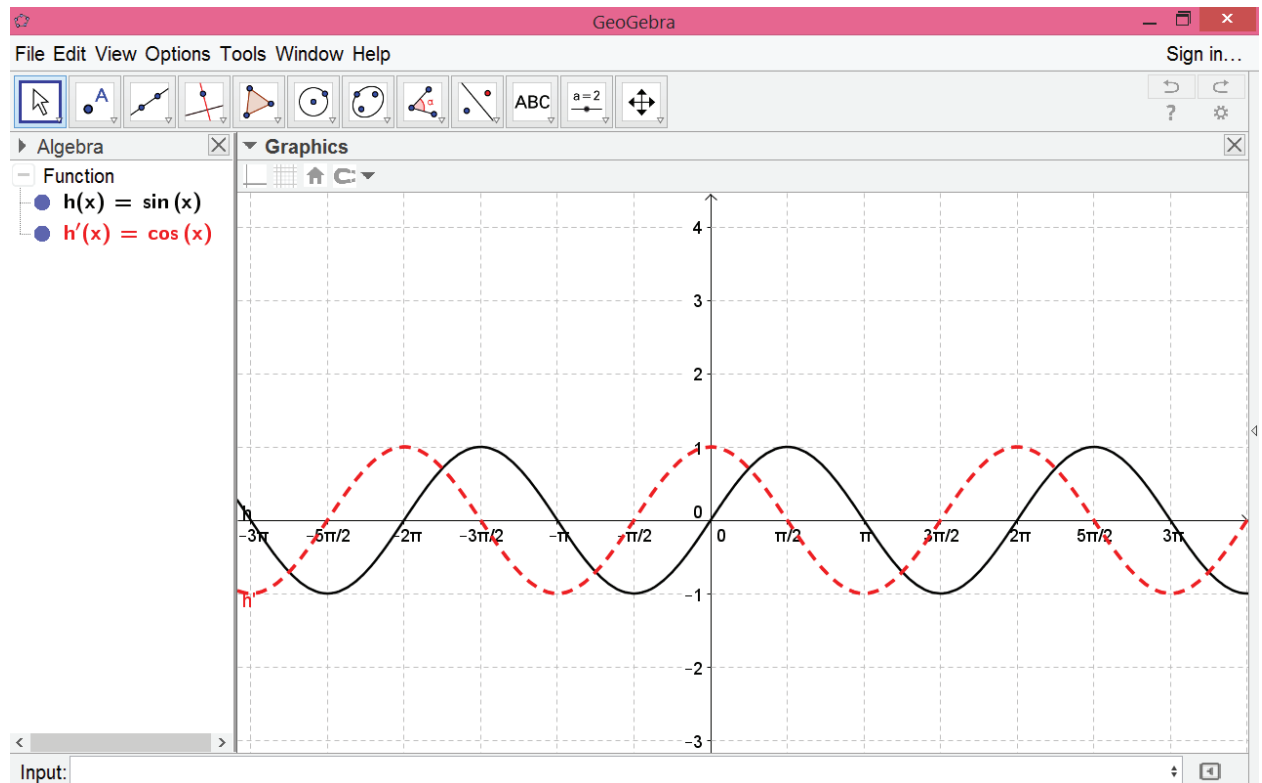 GeoGebra
File Edit View Options Tools Window Help
Sign in...
A
α
ABC
a=2
?
Algebra
Graphics
Function
h(x) = sin (x)
h′(x) = cos (x)
4
3
2
1
0
h
−3π −5π/2 −2π −3π/2 −π −π/2 0 π/2 π 3π/2 2π 5π/2 3π
−1
h'
−2
−3
Input: